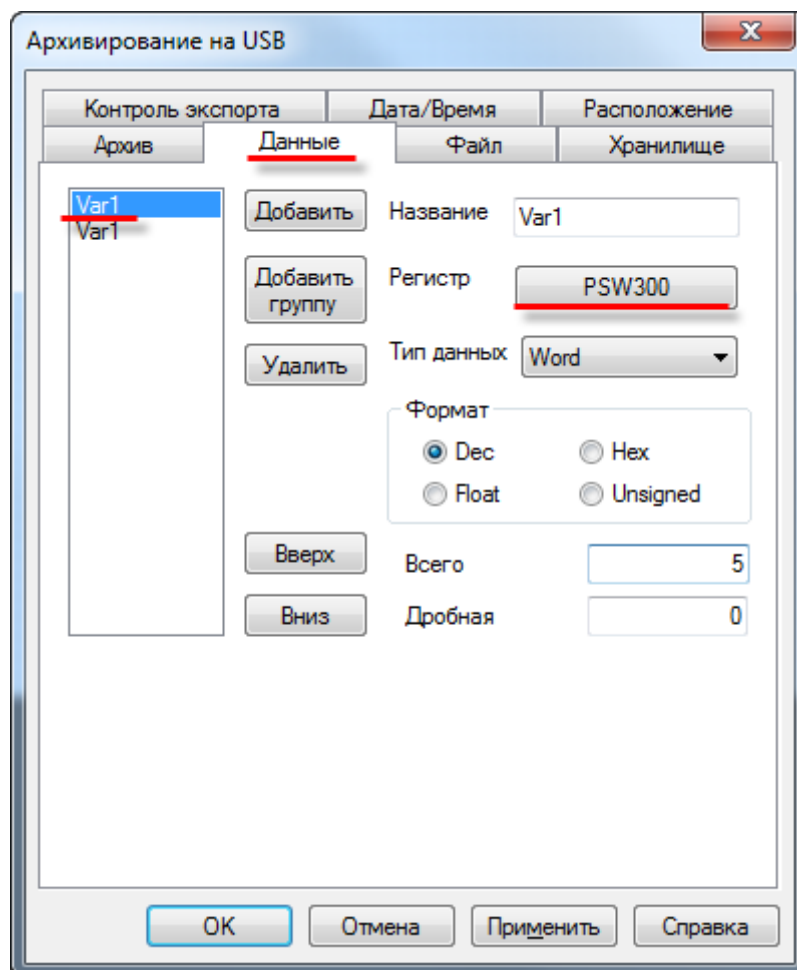 Архивирование на USB
Контроль экспорта Дата/Время Расположение
Архив Данные Файл Хранилище
Var1 Добавить Название Var1
Var1
Добавить группу Регистр PSW300
Удалить Тип данных Word
Формат
Dec Hex
Float Unsigned
Вверх Всего 5
Вниз Дробная 0
OK Отмена Применить Справка